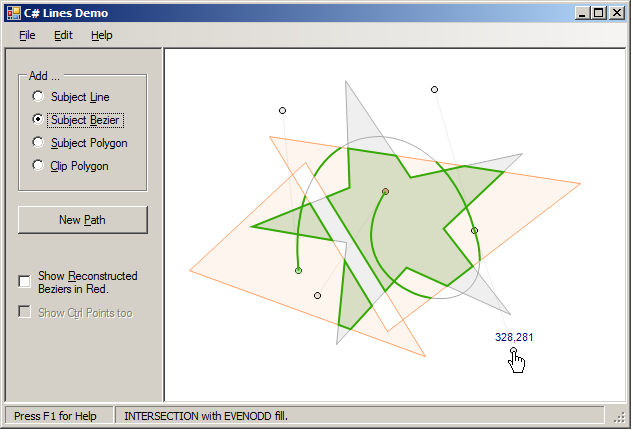 C# Lines Demo
File Edit Help
Add ...
Subject Line
Subject Bezier
Subject Polygon
Clip Polygon
New Path
Show Reconstructed
Beziers in Red.
Show Ctrl Points too
328,281
Press F1 for Help
INTERSECTION with EVENODD fill.